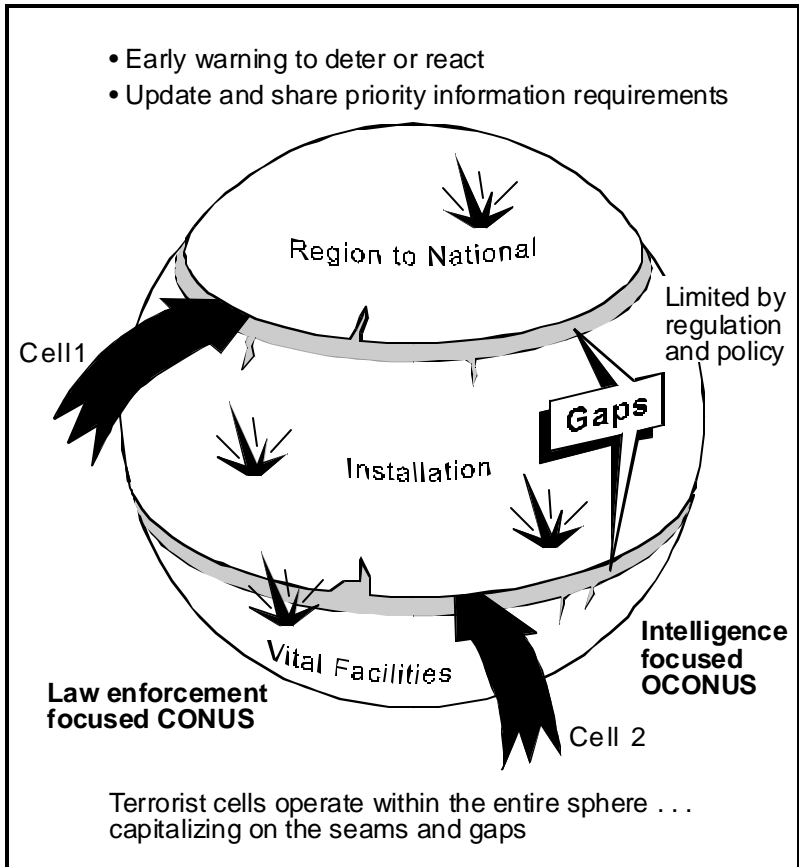 • Early warning to deter or react
• Update and share priority information requirements
Region to National
Limited by
regulation
and policy
Cell1
Gaps
Installation
Vital Facilities
Intelligence
focused
OCONUS
Law enforcement
focused CONUS
Cell 2
Terrorist cells operate within the entire sphere . . .
capitalizing on the seams and gaps